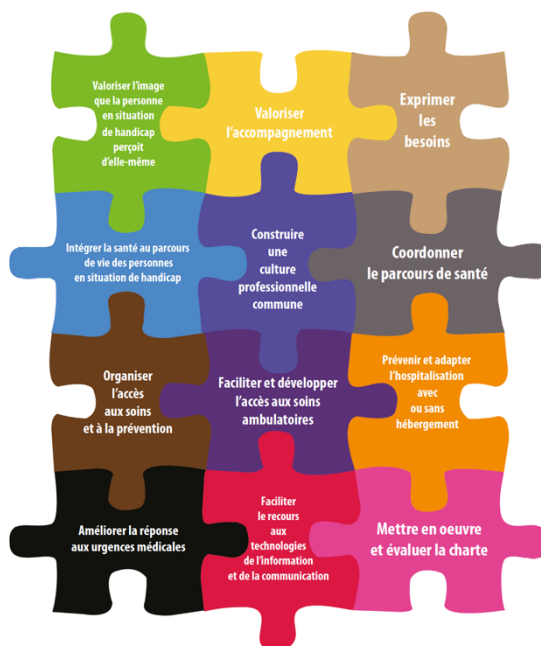 Valoriser l'image
que la personne
en situation
de handicap
perçoit
d'elle-même
Valoriser
l'accompagnement
Exprimer
les
besoins
Intégrer la santé au parcours
de vie des personnes
en situation de handicap
Construire
une
culture
professionnelle
commune
Coordonner
le parcours de santé
Organiser
l'accès
aux soins
et à la prévention
Faciliter et développer
l'accès aux soins
ambulatoires
Prévenir et adapter
l'hospitalisation
avec
ou sans
hébergement
Améliorer la réponse
aux urgences médicales
Faciliter
le recours
aux
technologies
de l'information
et de la communication
Mettre en oeuvre
et évaluer la charte